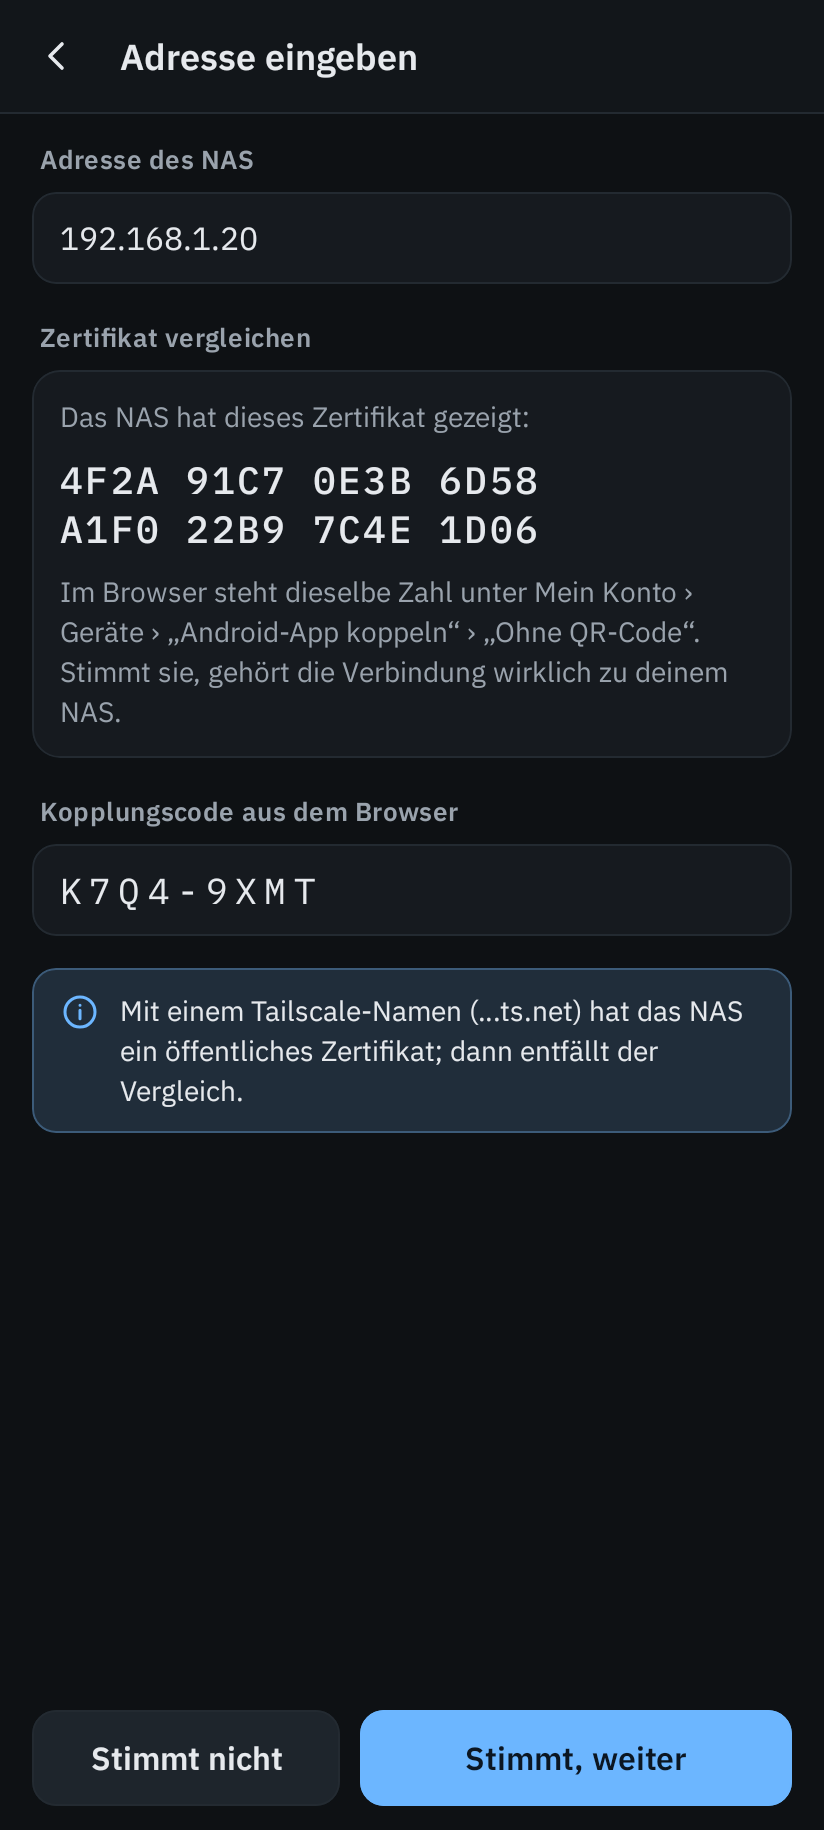 Adresse eingeben
Adresse des NAS
192.168.1.20
Zertifikat vergleichen
Das NAS hat dieses Zertifikat gezeigt:
4F2A 91C7 0E3B 6D58
A1F0 22B9 7C4E 1D06
Im Browser steht dieselbe Zahl unter Mein Konto ›
Geräte › „Android-App koppeln“ › „Ohne QR-Code“.
Stimmt sie, gehört die Verbindung wirklich zu deinem
NAS.
Kopplungscode aus dem Browser
K7Q4-9XMT
Mit einem Tailscale-Namen (…ts.net) hat das NAS
ein öffentliches Zertifikat; dann entfällt der
Vergleich.
Stimmt nicht
Stimmt, weiter